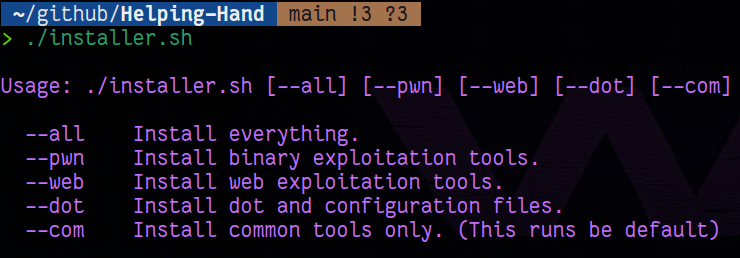 ~/github/Helping-Hand main !3 ?3
> ./installer.sh
Usage: ./installer.sh [--all] [--pwn] [--web] [--dot] [--com]
--all Install everything.
--pwn Install binary exploitation tools.
--web Install web exploitation tools.
--dot Install dot and configuration files.
--com Install common tools only. (This runs be default)